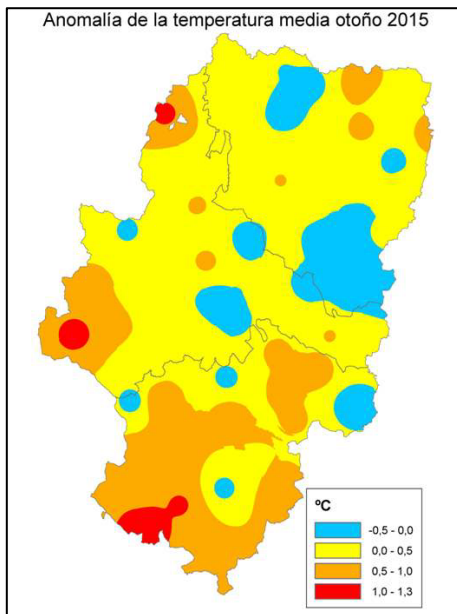 Anomalía de la temperatura media otoño 2015
ºC
-0,5 - 0,0
0,0 - 0,5
0,5 - 1,0
1,0 - 1,3